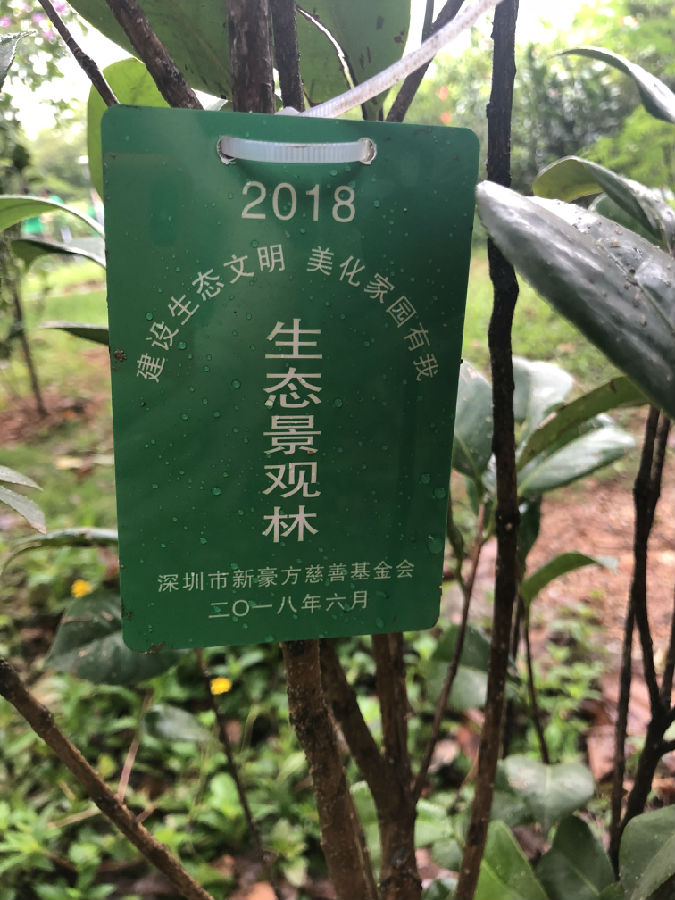 2018
建设生态文明 美化家园有我
生态景观林
深圳市新豪方慈善基金会
二〇一八年六月